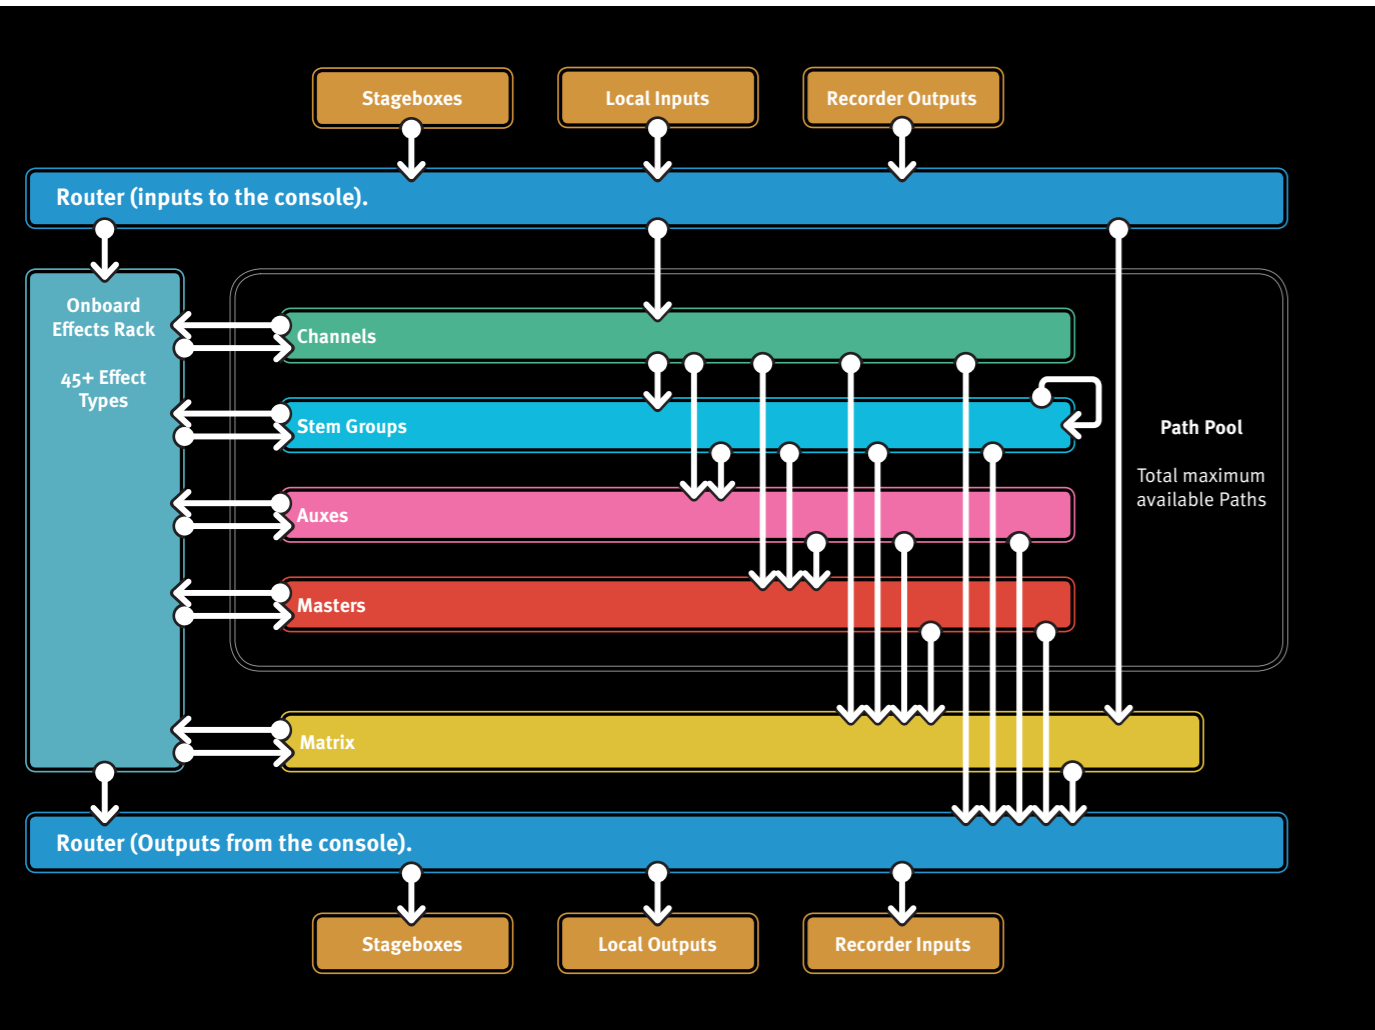 Stageboxes
Local Inputs
Recorder Outputs
Router (inputs to the console).
Onboard
Effects Rack
45+ Effect
Types
Channels
Stem Groups
Auxes
Masters
Path Pool
Total maximum
available Paths
Matrix
Router (Outputs from the console).
Stageboxes
Local Outputs
Recorder Inputs